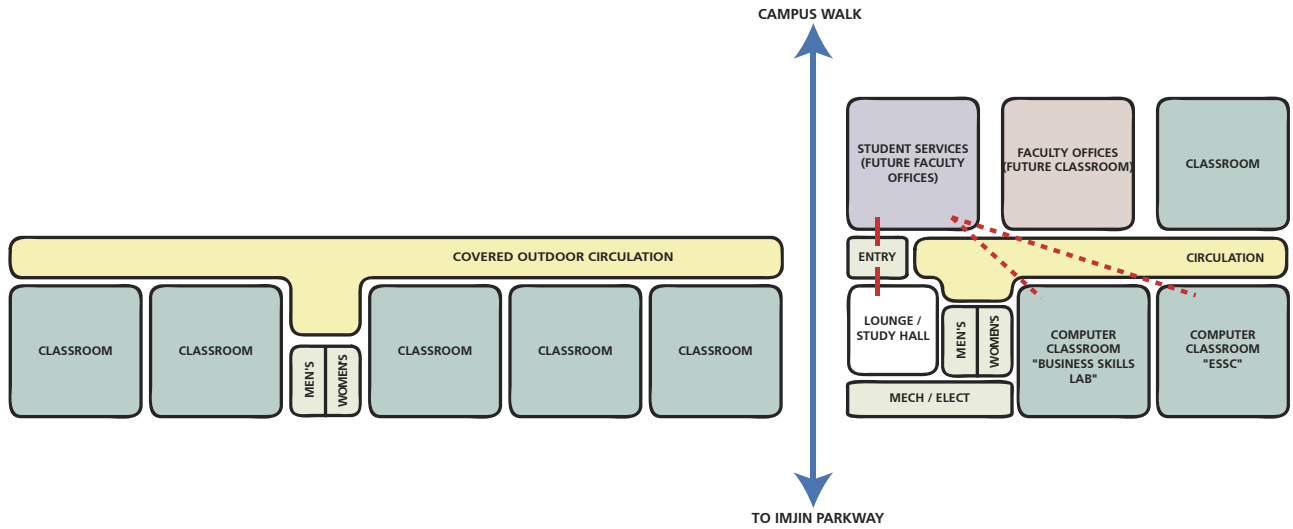 CAMPUS WALK
STUDENT SERVICES
(FUTURE FACULTY
OFFICES)
FACULTY OFFICES
(FUTURE CLASSROOM)
CLASSROOM
COVERED OUTDOOR CIRCULATION
ENTRY
CIRCULATION
CLASSROOM
CLASSROOM
MEN'S
WOMEN'S
CLASSROOM
CLASSROOM
CLASSROOM
LOUNGE /
STUDY HALL
MEN'S
WOMEN'S
COMPUTER
CLASSROOM
"BUSINESS SKILLS
LAB"
COMPUTER
CLASSROOM
"ESSC"
MECH / ELECT
TO IMJIN PARKWAY